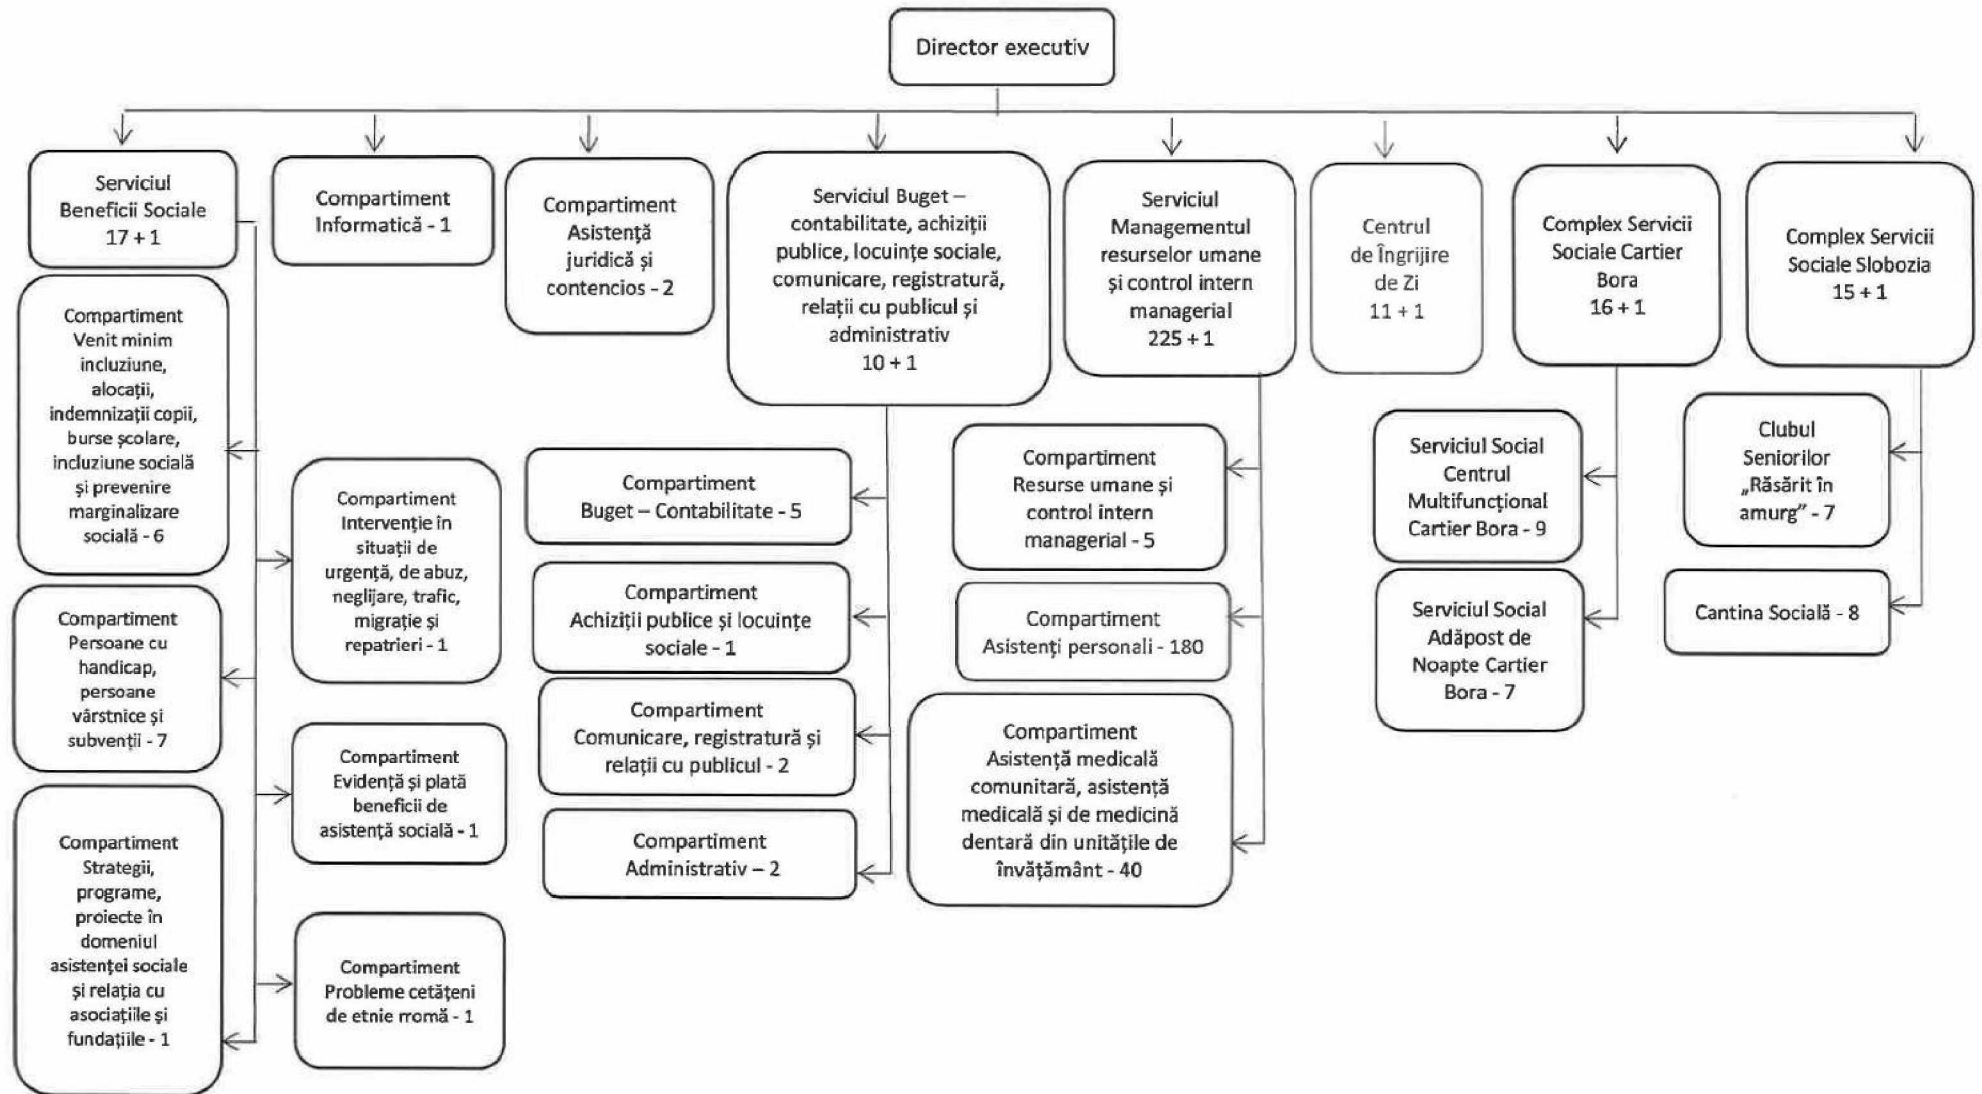 Director executiv
Serviciul
Beneficii Sociale
17 + 1
Compartiment
Informatică - 1
Compartiment
Asistență
juridică și
contencios - 2
Serviciul Buget –
contabilitate, achiziții
publice, locuințe sociale,
comunicare, registratură,
relații cu publicul și
administrativ
10 + 1
Serviciul
Managementul
resurselor umane
și control intern
managerial
225 + 1
Centrul
de Îngrijire
de Zi
11 + 1
Complex Servicii
Sociale Cartier
Bora
16 + 1
Complex Servicii
Sociale Slobozia
15 + 1
Compartiment
Venit minim
incluziune,
alocații,
indemnizații copii,
burse școlare,
incluziune socială
și prevenire
marginalizare
socială - 6
Compartiment
Persoane cu
handicap,
persoane
vârstnice și
subvenții - 7
Compartiment
Strategii,
programe,
proiecte în
domeniul
asistenței sociale
și relația cu
asociațiile și
fundațiile - 1
Compartiment
Intervenție în
situații de
urgență, de abuz,
neglijare, trafic,
migrație și
repatrieri - 1
Compartiment
Evidență și plată
beneficii de
asistență socială - 1
Compartiment
Probleme cetățeni
de etnie rromă - 1
Compartiment
Buget – Contabilitate - 5
Compartiment
Achiziții publice și locuințe
sociale - 1
Compartiment
Comunicare, registratură și
relații cu publicul - 2
Compartiment
Administrativ – 2
Compartiment
Resurse umane și
control intern
managerial - 5
Compartiment
Asistenți personali - 180
Compartiment
Asistență medicală
comunitară, asistență
medicală și de medicină
dentară din unitățile de
învățământ - 40
Serviciul Social
Centrul
Multifuncțional
Cartier Bora - 9
Serviciul Social
Adăpost de
Noapte Cartier
Bora - 7
Clubul
Seniorilor
„Răsărit în
amurg” - 7
Cantina Socială - 8